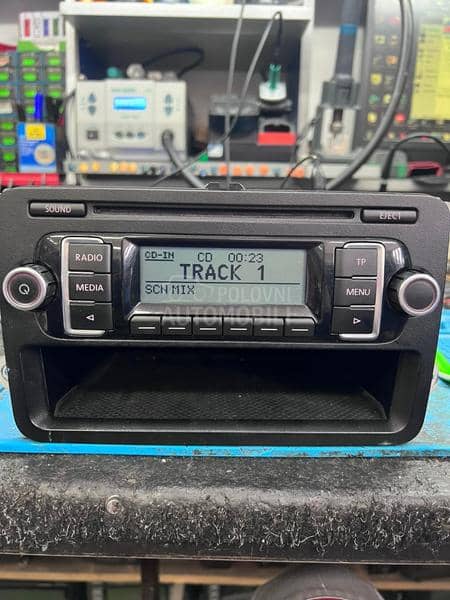 SOUND
EJECT
RADIO
CD-IN CD 00:23
TP
TRACK 1
MEDIA
MENU
SCN MIX
POLOVNI
AUTOMOBILI